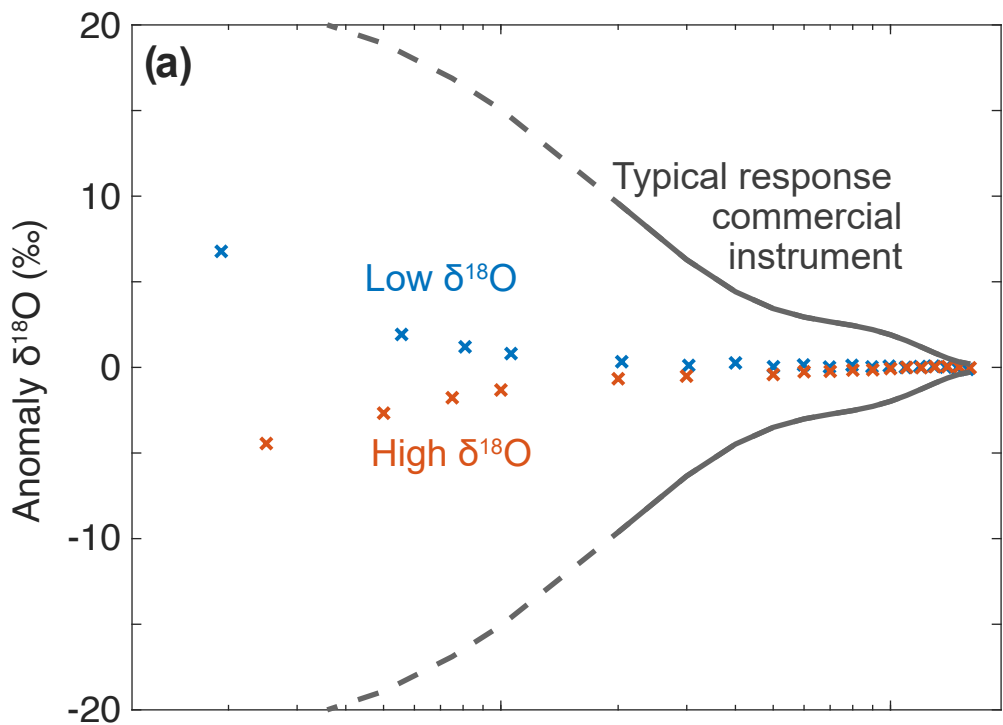 20
(a)
Typical response
commercial
instrument
10
Low δ¹⁸O
Anomaly δ¹⁸O (‰)
0
High δ¹⁸O
-10
-20